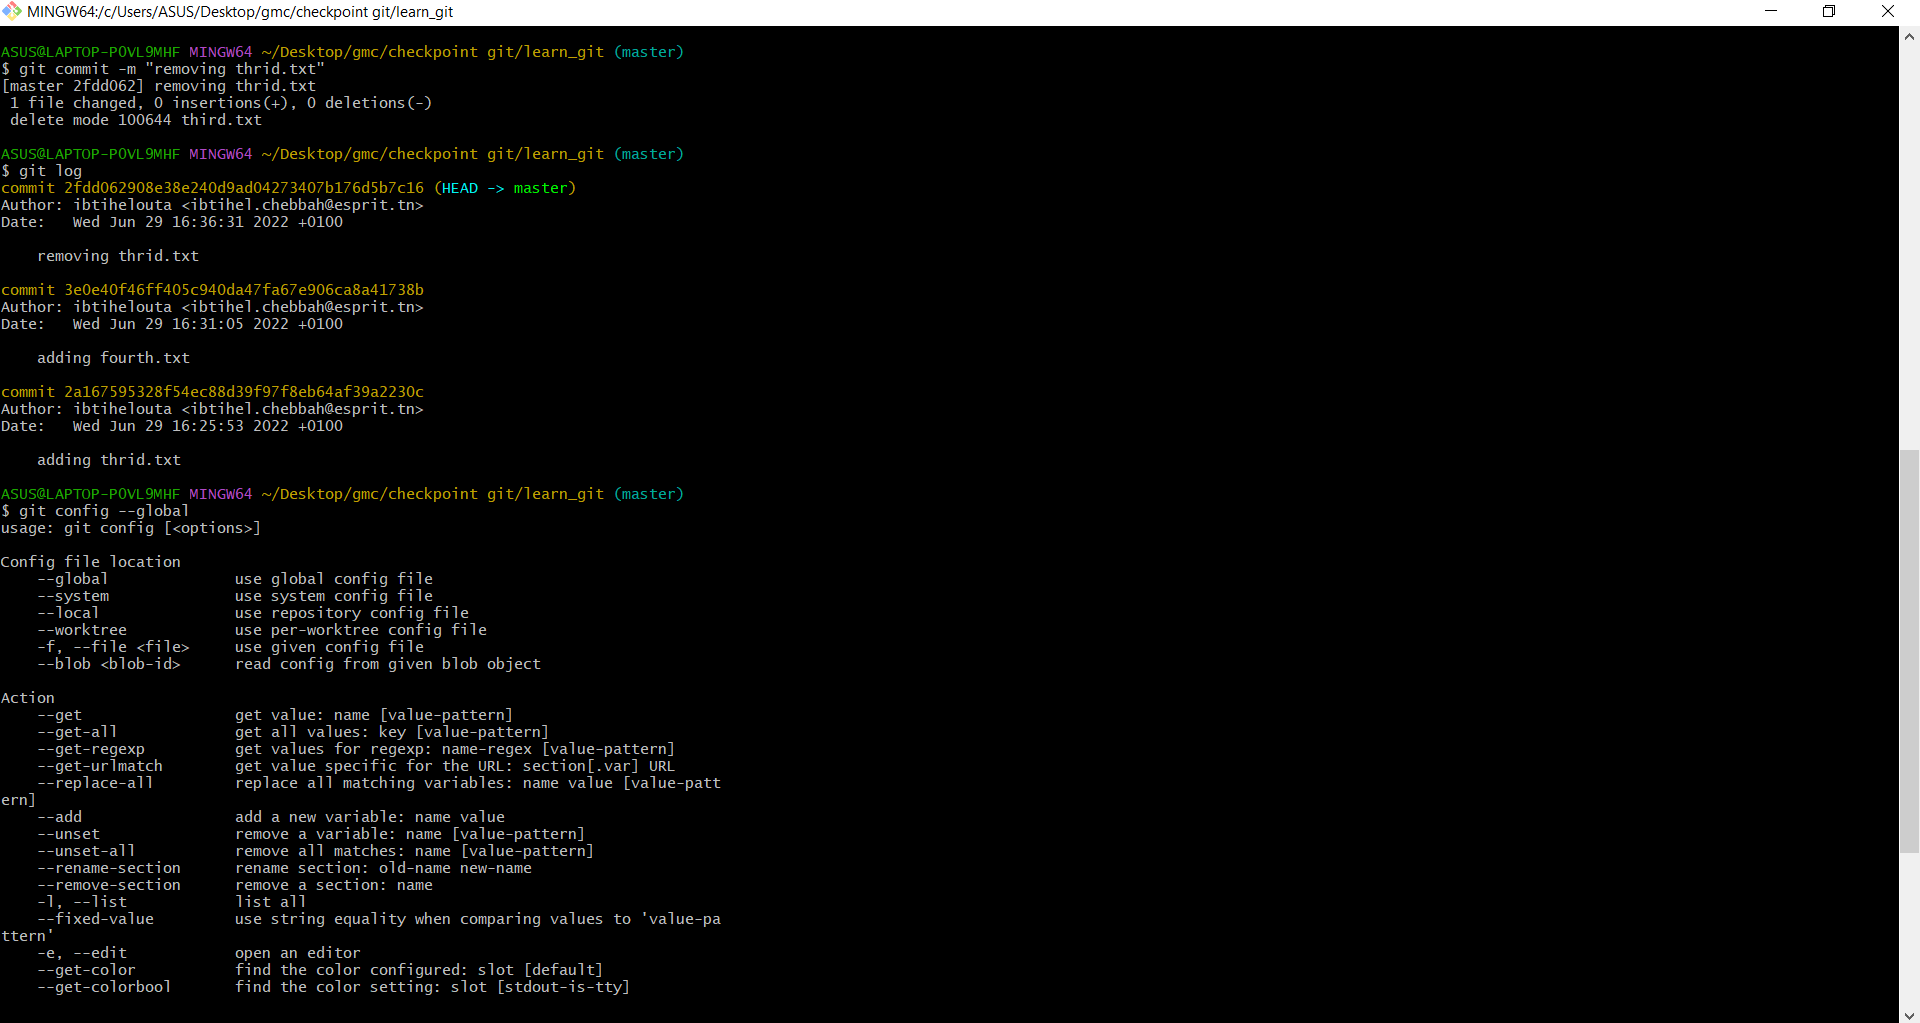 MINGW64:/c/Users/ASUS/Desktop/gmc/checkpoint git/learn_git
ASUS@LAPTOP-P0VL9MHF MINGW64 ~/Desktop/gmc/checkpoint git/learn_git (master)
$ git commit -m "removing thrid.txt"
[master 2fdd062] removing thrid.txt
 1 file changed, 0 insertions(+), 0 deletions(-)
 delete mode 100644 third.txt

ASUS@LAPTOP-P0VL9MHF MINGW64 ~/Desktop/gmc/checkpoint git/learn_git (master)
$ git log
commit 2fdd062908e38e240d9ad04273407b176d5b7c16 (HEAD -> master)
Author: ibtihelouta <ibtihel.chebbah@esprit.tn>
Date:   Wed Jun 29 16:36:31 2022 +0100

    removing thrid.txt

commit 3e0e40f46ff405c940da47fa67e906ca8a41738b
Author: ibtihelouta <ibtihel.chebbah@esprit.tn>
Date:   Wed Jun 29 16:31:05 2022 +0100

    adding fourth.txt

commit 2a167595328f54ec88d39f97f8eb64af39a2230c
Author: ibtihelouta <ibtihel.chebbah@esprit.tn>
Date:   Wed Jun 29 16:25:53 2022 +0100

    adding thrid.txt

ASUS@LAPTOP-P0VL9MHF MINGW64 ~/Desktop/gmc/checkpoint git/learn_git (master)
$ git config --global
usage: git config [<options>]

Config file location
    --global              use global config file
    --system              use system config file
    --local               use repository config file
    --worktree            use per-worktree config file
    -f, --file <file>     use given config file
    --blob <blob-id>      read config from given blob object

Action
    --get                 get value: name [value-pattern]
    --get-all             get all values: key [value-pattern]
    --get-regexp          get values for regexp: name-regex [value-pattern]
    --get-urlmatch        get value specific for the URL: section[.var] URL
    --replace-all         replace all matching variables: name value [value-patt
ern]
    --add                 add a new variable: name value
    --unset               remove a variable: name [value-pattern]
    --unset-all           remove all matches: name [value-pattern]
    --rename-section      rename section: old-name new-name
    --remove-section      remove a section: name
    -l, --list            list all
    --fixed-value         use string equality when comparing values to 'value-pa
ttern'
    -e, --edit            open an editor
    --get-color           find the color configured: slot [default]
    --get-colorbool       find the color setting: slot [stdout-is-tty]